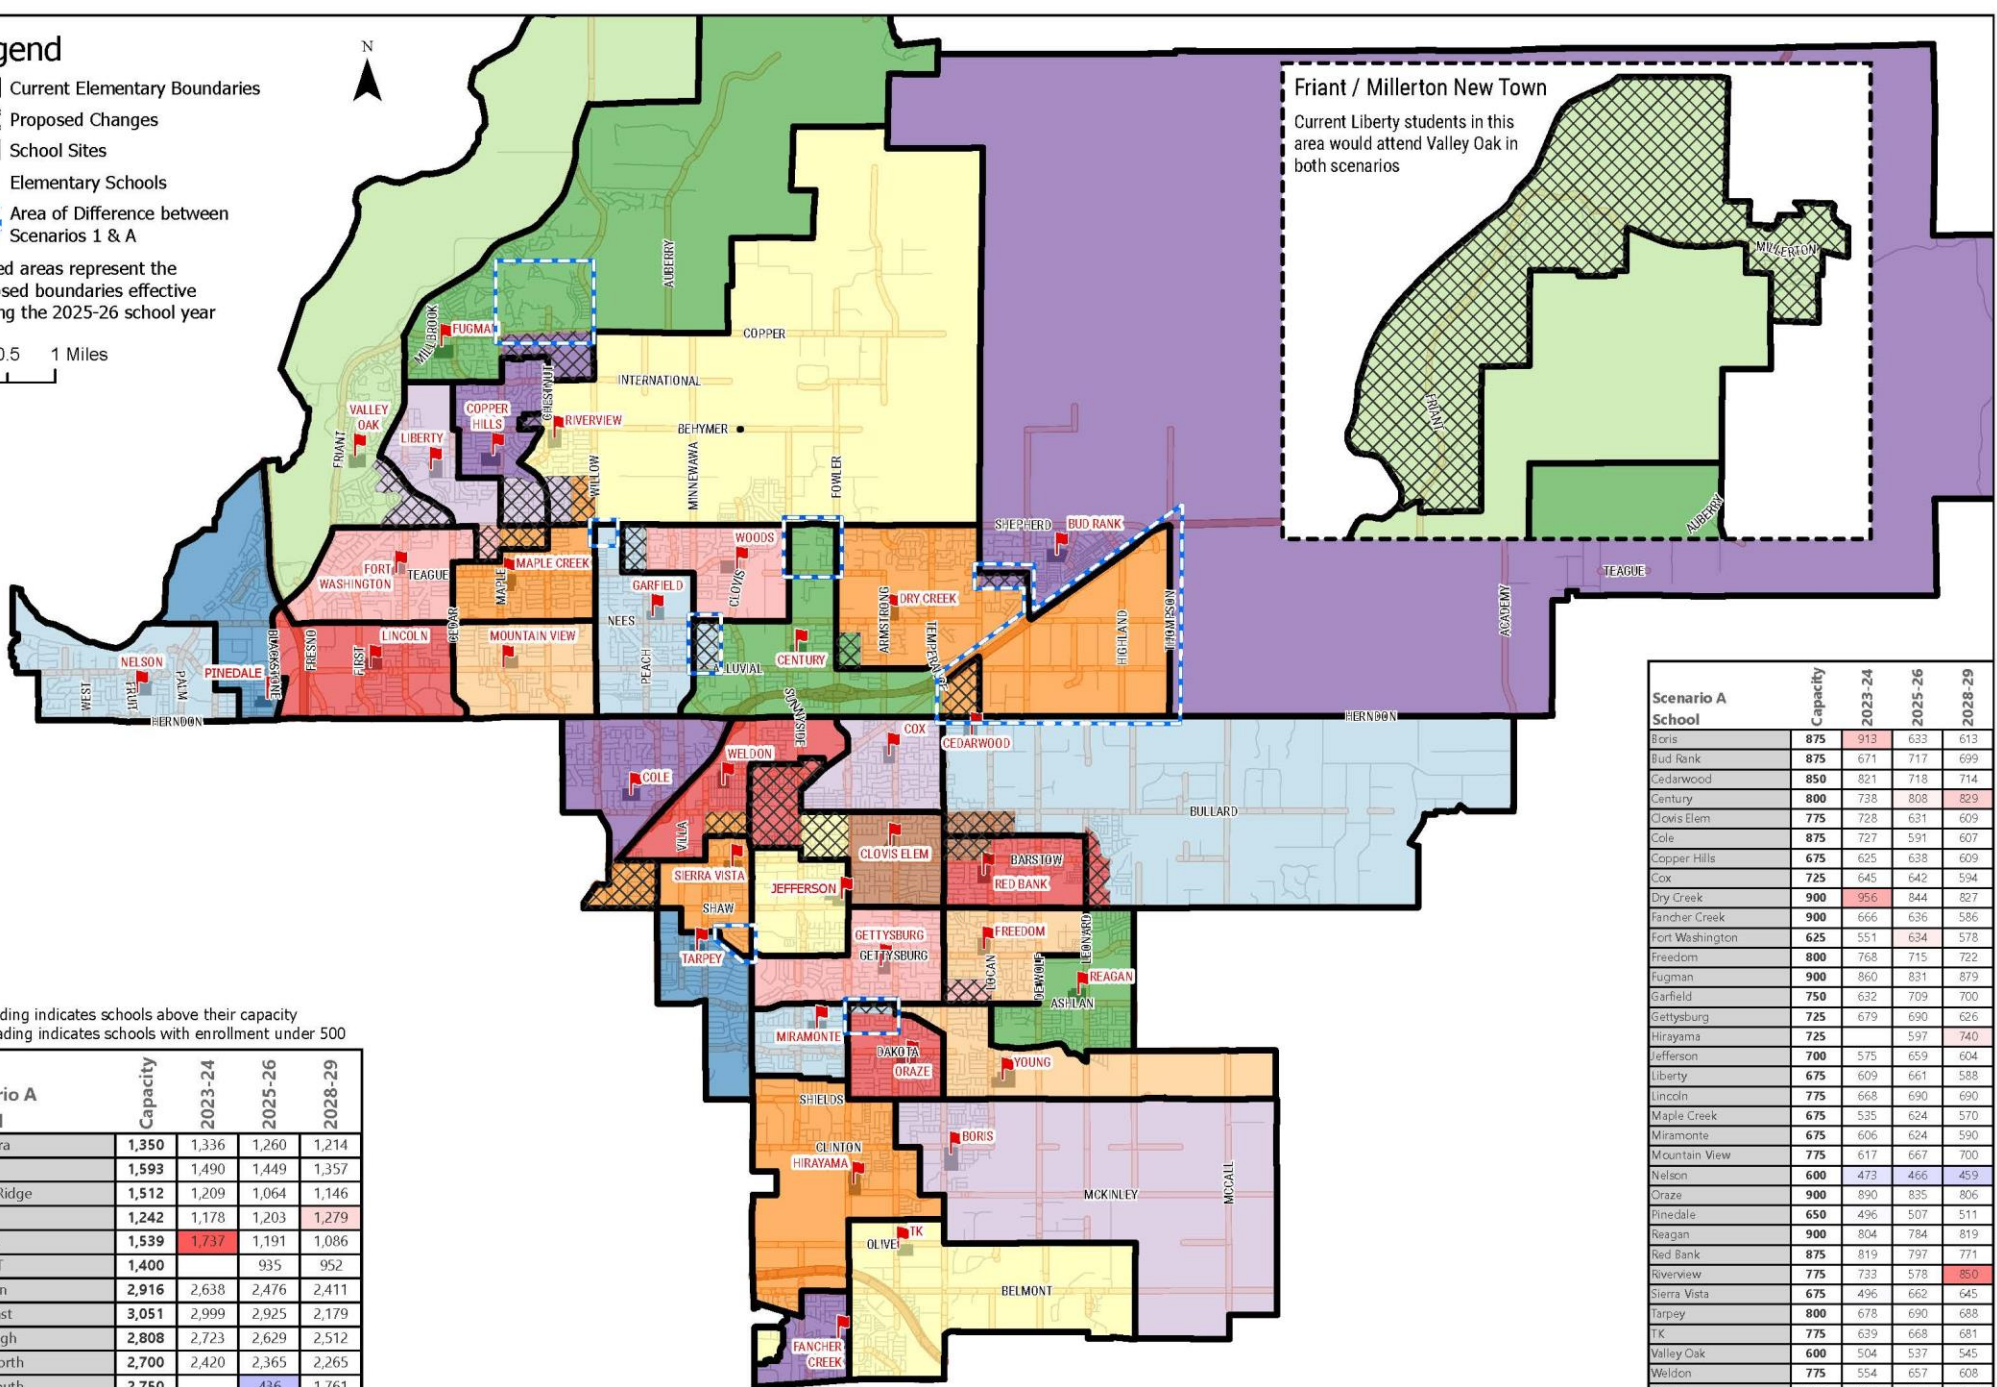 gend
Current Elementary Boundaries
Proposed Changes
School Sites
Elementary Schools
Area of Difference between
Scenarios 1 & A
ed areas represent the
sed boundaries effective
ng the 2025-26 school year
0.5 1 Miles
N
Friant / Millerton New Town
Current Liberty students in this
area would attend Valley Oak in
both scenarios
MILLERTON
FRIANT
AUBERRY
AUBERRY
MILLBROOK
FUGMAN
COPPER
INTERNATIONAL
CHESTNUT
VALLEY
OAK
COPPER
HILLS
RIVERVIEW
LIBERTY
FRIANT
BEHYMER
MINNEWAWA
WILLOW
FOWLER
SHEPHERD
BUD RANK
WOODS
FORT
WASHINGTON
TEAGUE
MAPLE
MAPLE CREEK
GARFIELD
CLOVIS
DRY CREEK
ARMSTRONG
TEAGUE
ACADEMY
THOMPSON
HIGHLAND
TEMPERANCE
NEES
CEDAR
LINCOLN
MOUNTAIN VIEW
FRESNO
FIRST
BLACKSTONE
NELSON
PINEDALE
WEST
FRUIT
PALM
HERNDON
PEACH
ALLUVIAL
CENTURY
SUNNYSIDE
HERNDON
COX
CEDARWOOD
WELDON
COLE
BULLARD
VILLA
CLOVIS ELEM
BARSTOW
SIERRA VISTA
JEFFERSON
RED BANK
SHAW
TARPEY
GETTYSBURG
GETTYSBURG
FREEDOM
LEONARD
LOCAN
DE WOLF
REAGAN
ASHLAN
MIRAMONTE
DAKOTA
ORAZE
YOUNG
SHIELDS
CLINTON
HIRAYAMA
BORIS
MCKINLEY
MCCALL
TK
OLIVE
BELMONT
FANCHER
CREEK
ding indicates schools above their capacity
ading indicates schools with enrollment under 500
rio A Capacity 2023-24 2025-26 2028-29
ra 1,350 1,336 1,260 1,214
1,593 1,490 1,449 1,357
Ridge 1,512 1,209 1,064 1,146
1,242 1,178 1,203 1,279
1,539 1,737 1,191 1,086
1,400 935 952
n 2,916 2,638 2,476 2,411
st 3,051 2,999 2,925 2,179
gh 2,808 2,723 2,629 2,512
orth 2,700 2,420 2,365 2,265
outh 2,750 436 1,761
Scenario A
School Capacity 2023-24 2025-26 2028-29
Boris 875 913 633 613
Bud Rank 875 671 717 699
Cedarwood 850 821 718 714
Century 800 738 808 829
Clovis Elem 775 728 631 609
Cole 875 727 591 607
Copper Hills 675 625 638 609
Cox 725 645 642 594
Dry Creek 900 956 844 827
Fancher Creek 900 666 636 586
Fort Washington 625 551 634 578
Freedom 800 768 715 722
Fugman 900 860 831 879
Garfield 750 632 709 700
Gettysburg 725 679 690 626
Hirayama 725 597 740
Jefferson 700 575 659 604
Liberty 675 609 661 588
Lincoln 775 668 690 690
Maple Creek 675 535 624 570
Miramonte 675 606 624 590
Mountain View 775 617 667 700
Nelson 600 473 466 459
Oraze 900 890 835 806
Pinedale 650 496 507 511
Reagan 900 804 784 819
Red Bank 875 819 797 771
Riverview 775 733 578 850
Sierra Vista 675 496 662 645
Tarpey 800 678 690 688
TK 775 639 668 681
Valley Oak 600 504 537 545
Weldon 775 554 657 608